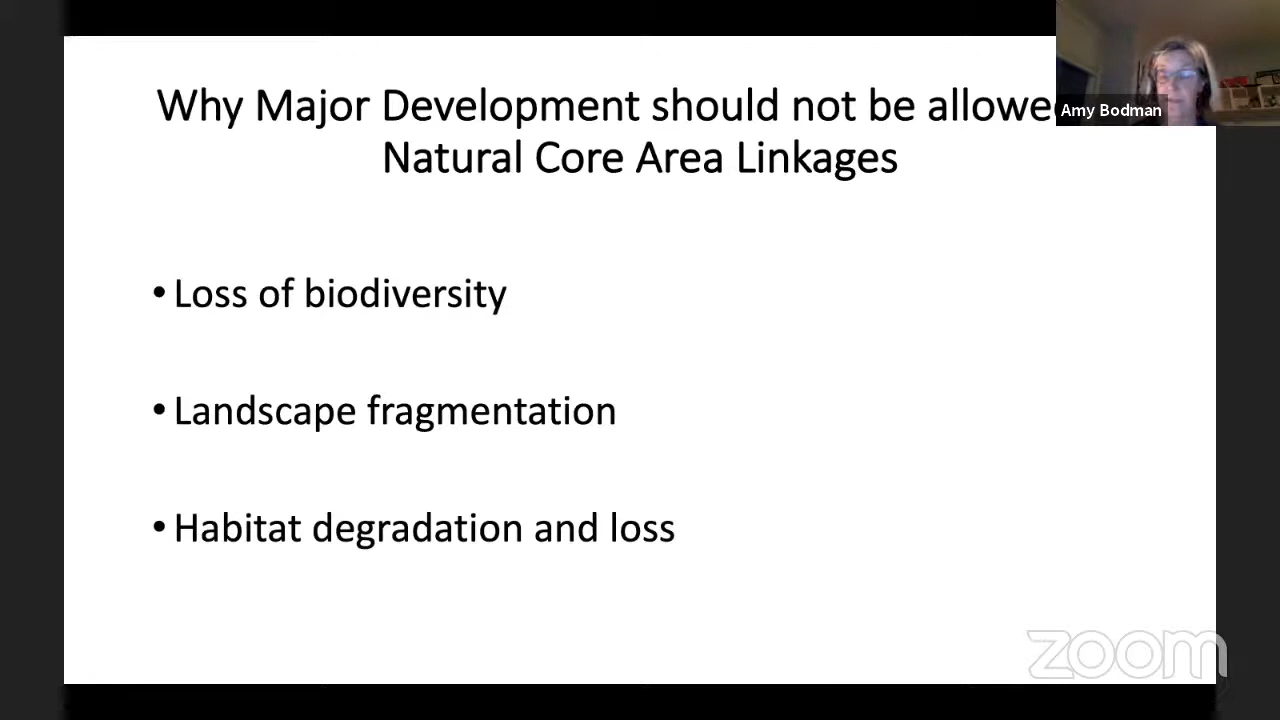 Why Major Development should not be allowe
Natural Core Area Linkages
• Loss of biodiversity
• Landscape fragmentation
• Habitat degradation and loss
Amy Bodman
zoom